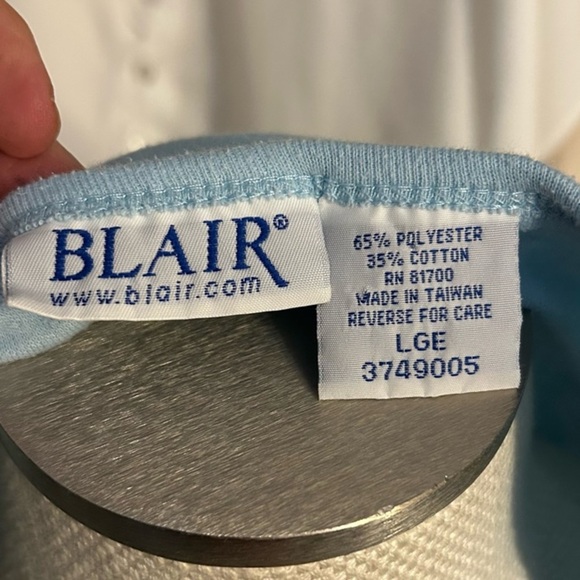 BLAIR®
www.blair.com
65% POLYESTER
35% COTTON
RN 81700
MADE IN TAIWAN
REVERSE FOR CARE
LGE
3749005